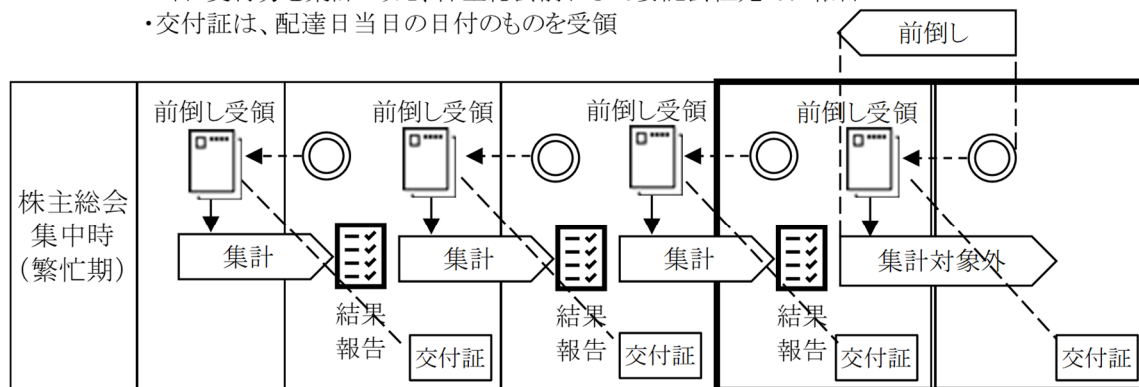 ・交付証は、配達日当日の日付のものを受領
前倒し
前倒し受領
前倒し受領
前倒し受領
前倒し受領
株主総会
集中時
(繁忙期)
集計
集計
集計
集計対象外
結果
報告
結果
報告
結果
報告
交付証
交付証
交付証
交付証